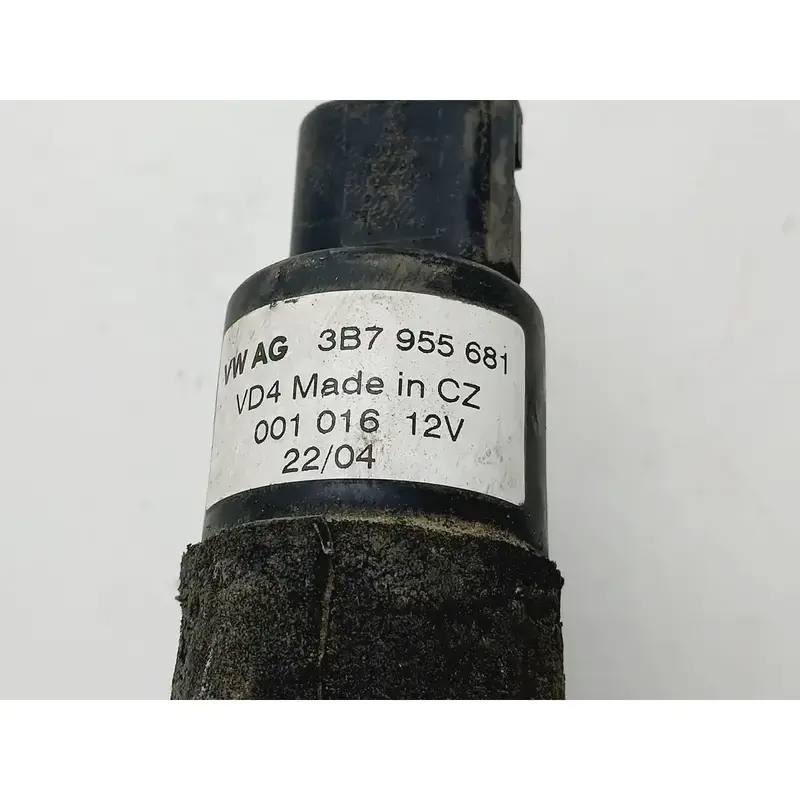 VW AG 3B7 955 681
VD4 Made in CZ
001 016 12V
22/04